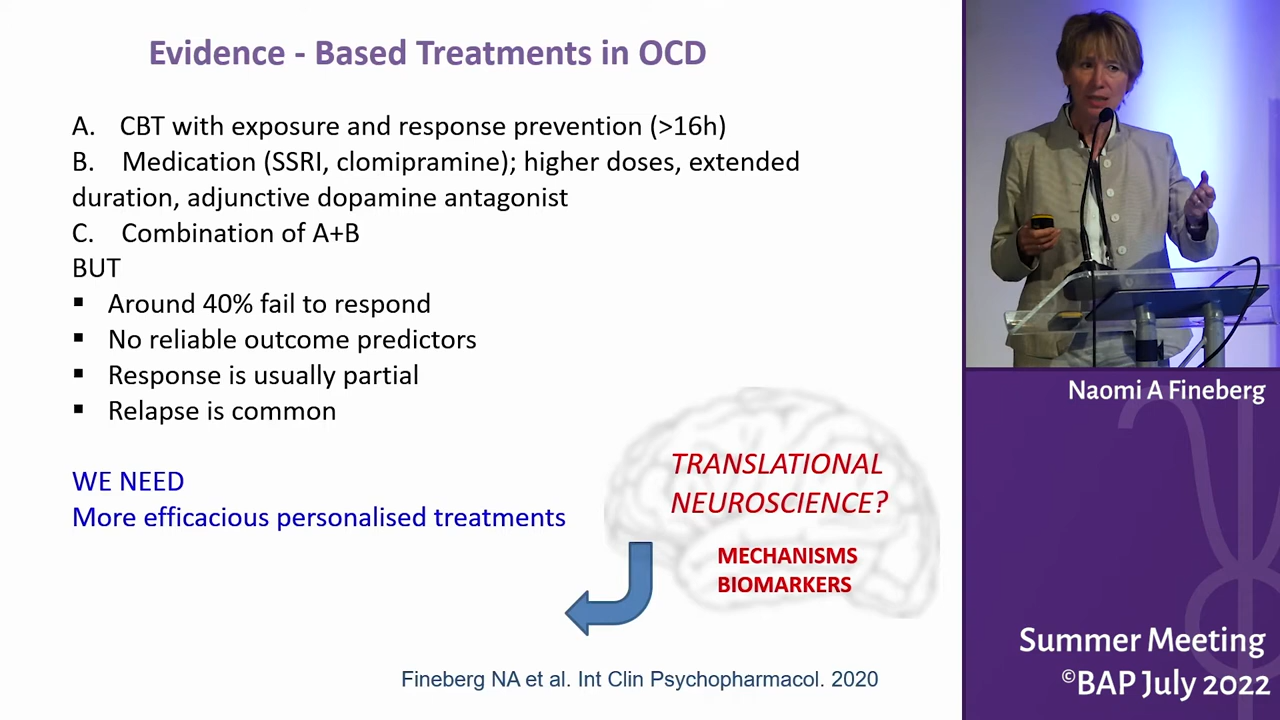 Evidence - Based Treatments in OCD
A. CBT with exposure and response prevention (>16h)
B. Medication (SSRI, clomipramine); higher doses, extended
duration, adjunctive dopamine antagonist
C. Combination of A+B
BUT
▪ Around 40% fail to respond
▪ No reliable outcome predictors
▪ Response is usually partial
▪ Relapse is common
WE NEED
More efficacious personalised treatments
TRANSLATIONAL
NEUROSCIENCE?
MECHANISMS
BIOMARKERS
Fineberg NA et al. Int Clin Psychopharmacol. 2020
Naomi A Fineberg
Summer Meeting
©BAP July 2022